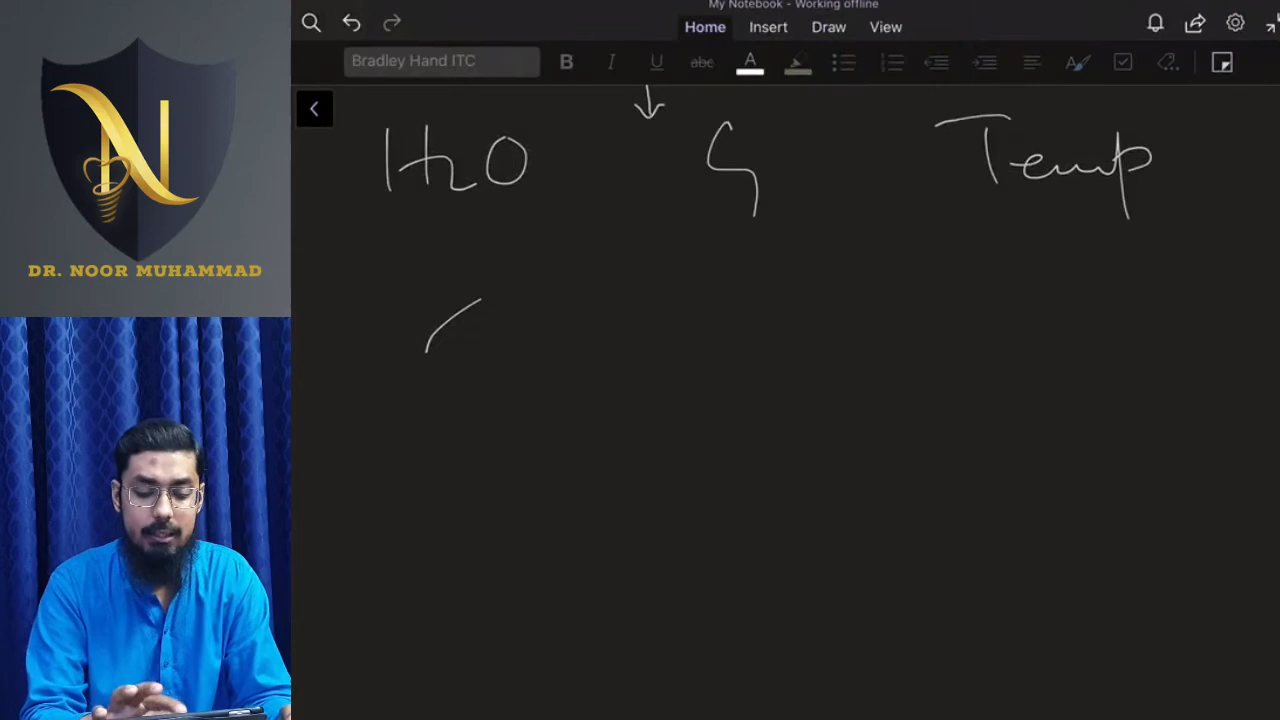 My Notebook - Working offline
Home Insert Draw View
Bradley Hand ITC B I U abc A
H2O Temp
N
DR. NOOR MUHAMMAD